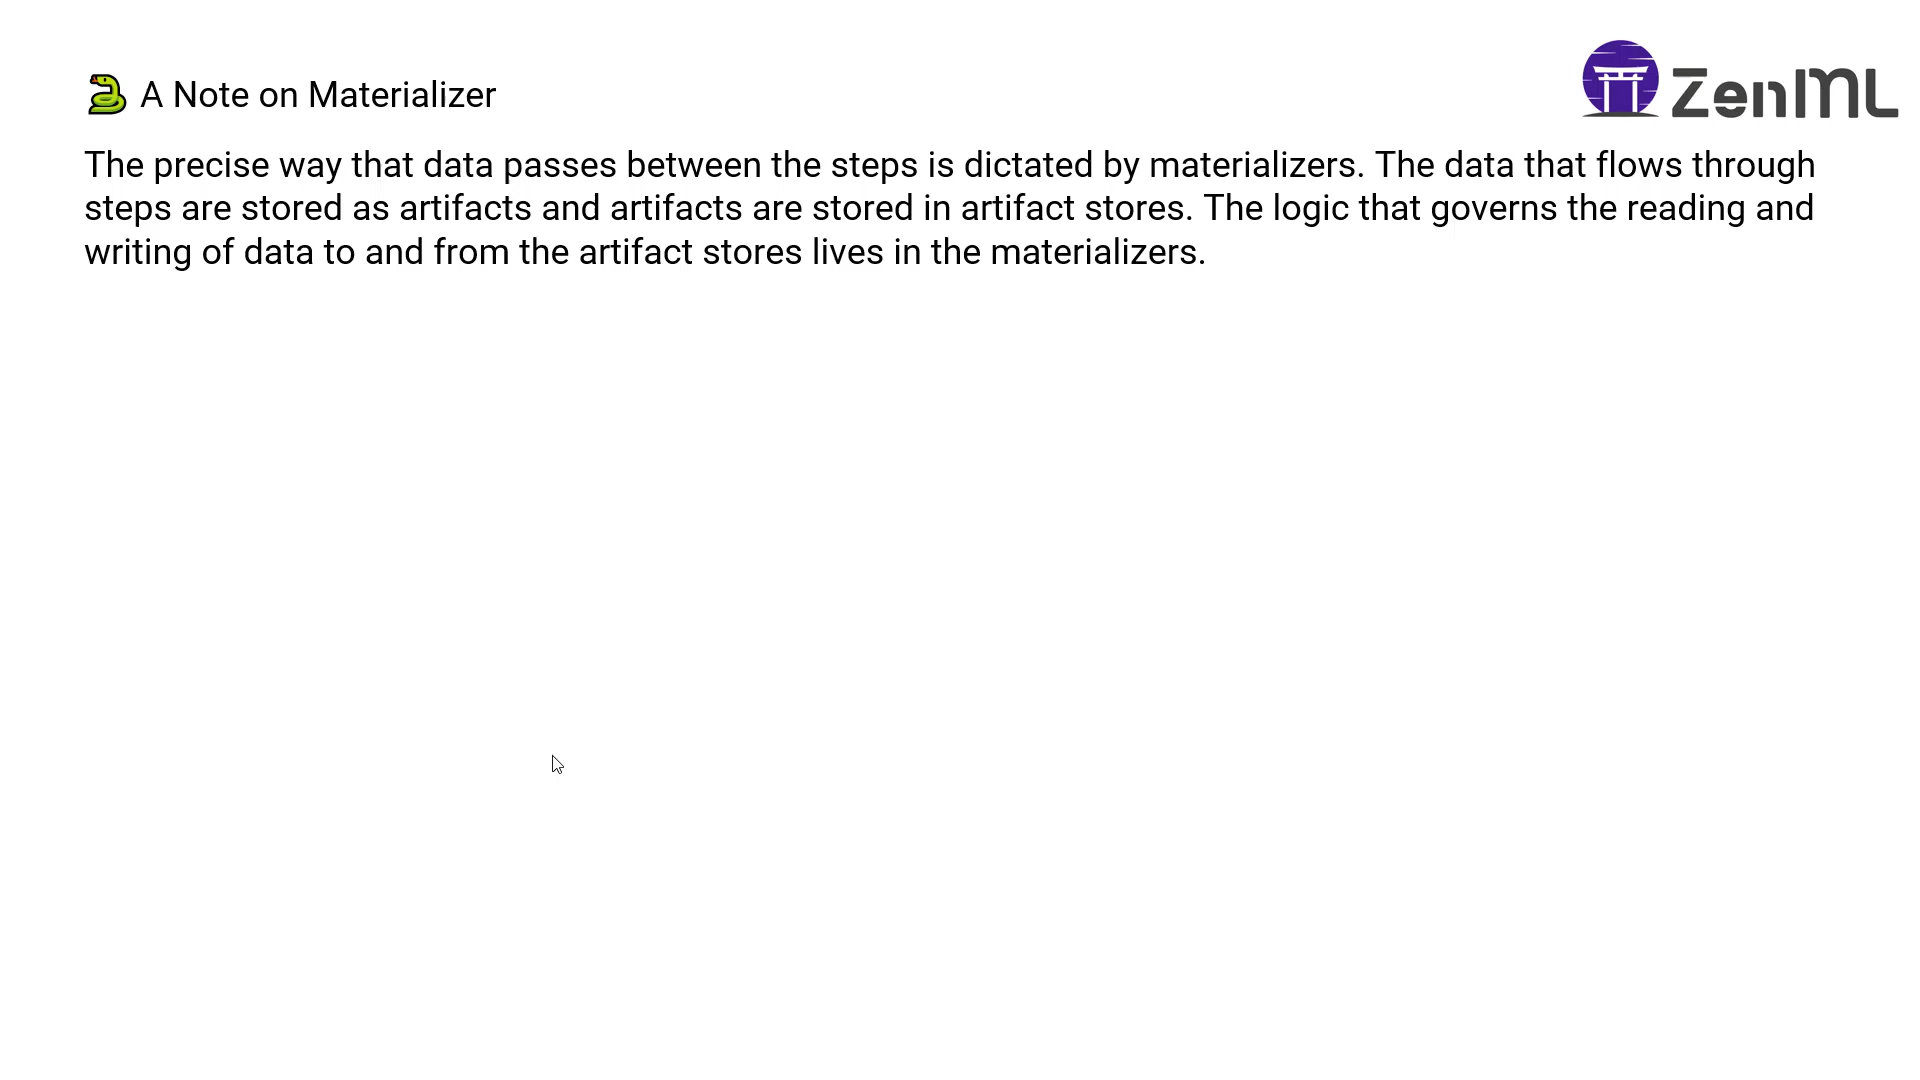 A Note on Materializer
ZenML
The precise way that data passes between the steps is dictated by materializers. The data that flows through
steps are stored as artifacts and artifacts are stored in artifact stores. The logic that governs the reading and
writing of data to and from the artifact stores lives in the materializers.